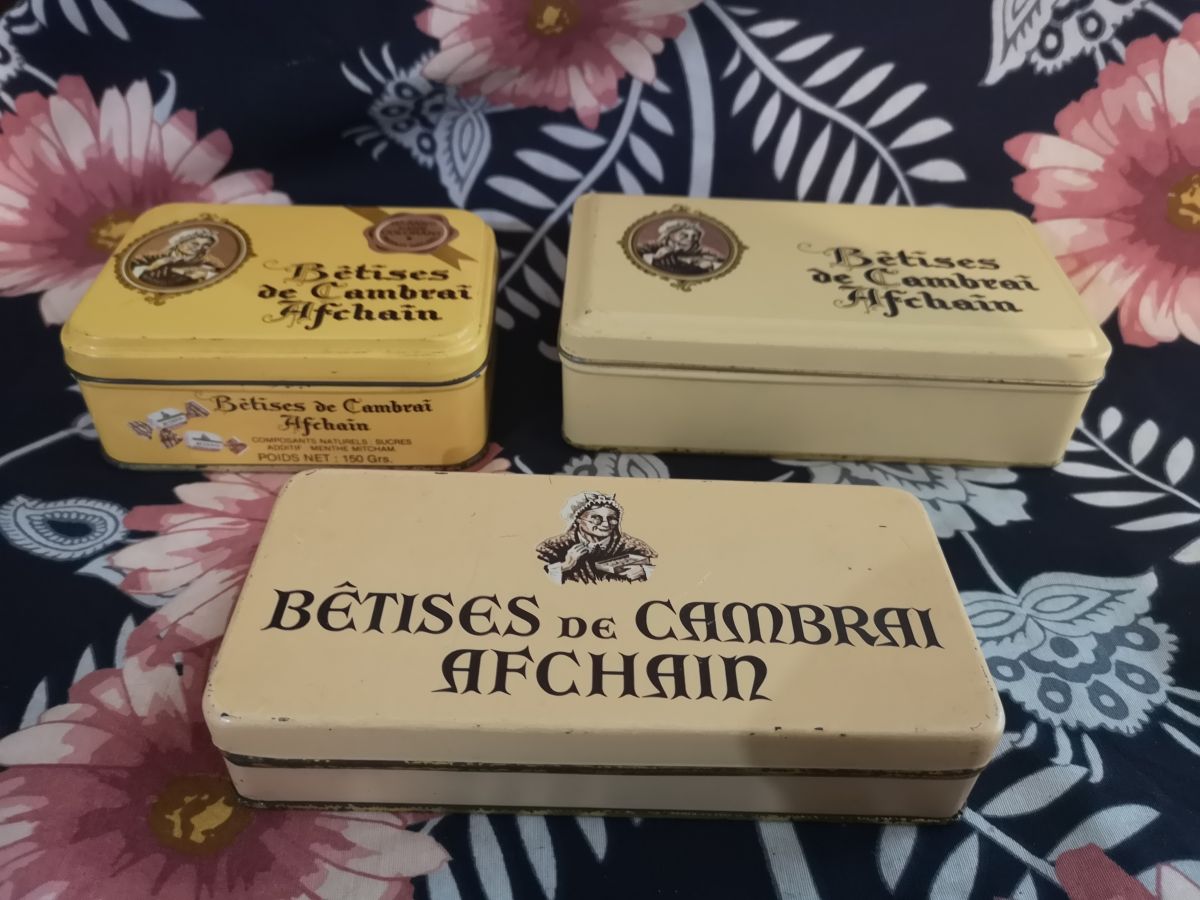 Bêtises
de Cambrai
Afchain
Bêtises de Cambrai
Afchain
COMPOSANTS NATURELS : SUCRES
ADDITIF : MENTHE MITCHAM.
POIDS NET : 150 Grs.
Bêtises
de Cambrai
Afchain
BÊTISES DE CAMBRAI
AFCHAIN